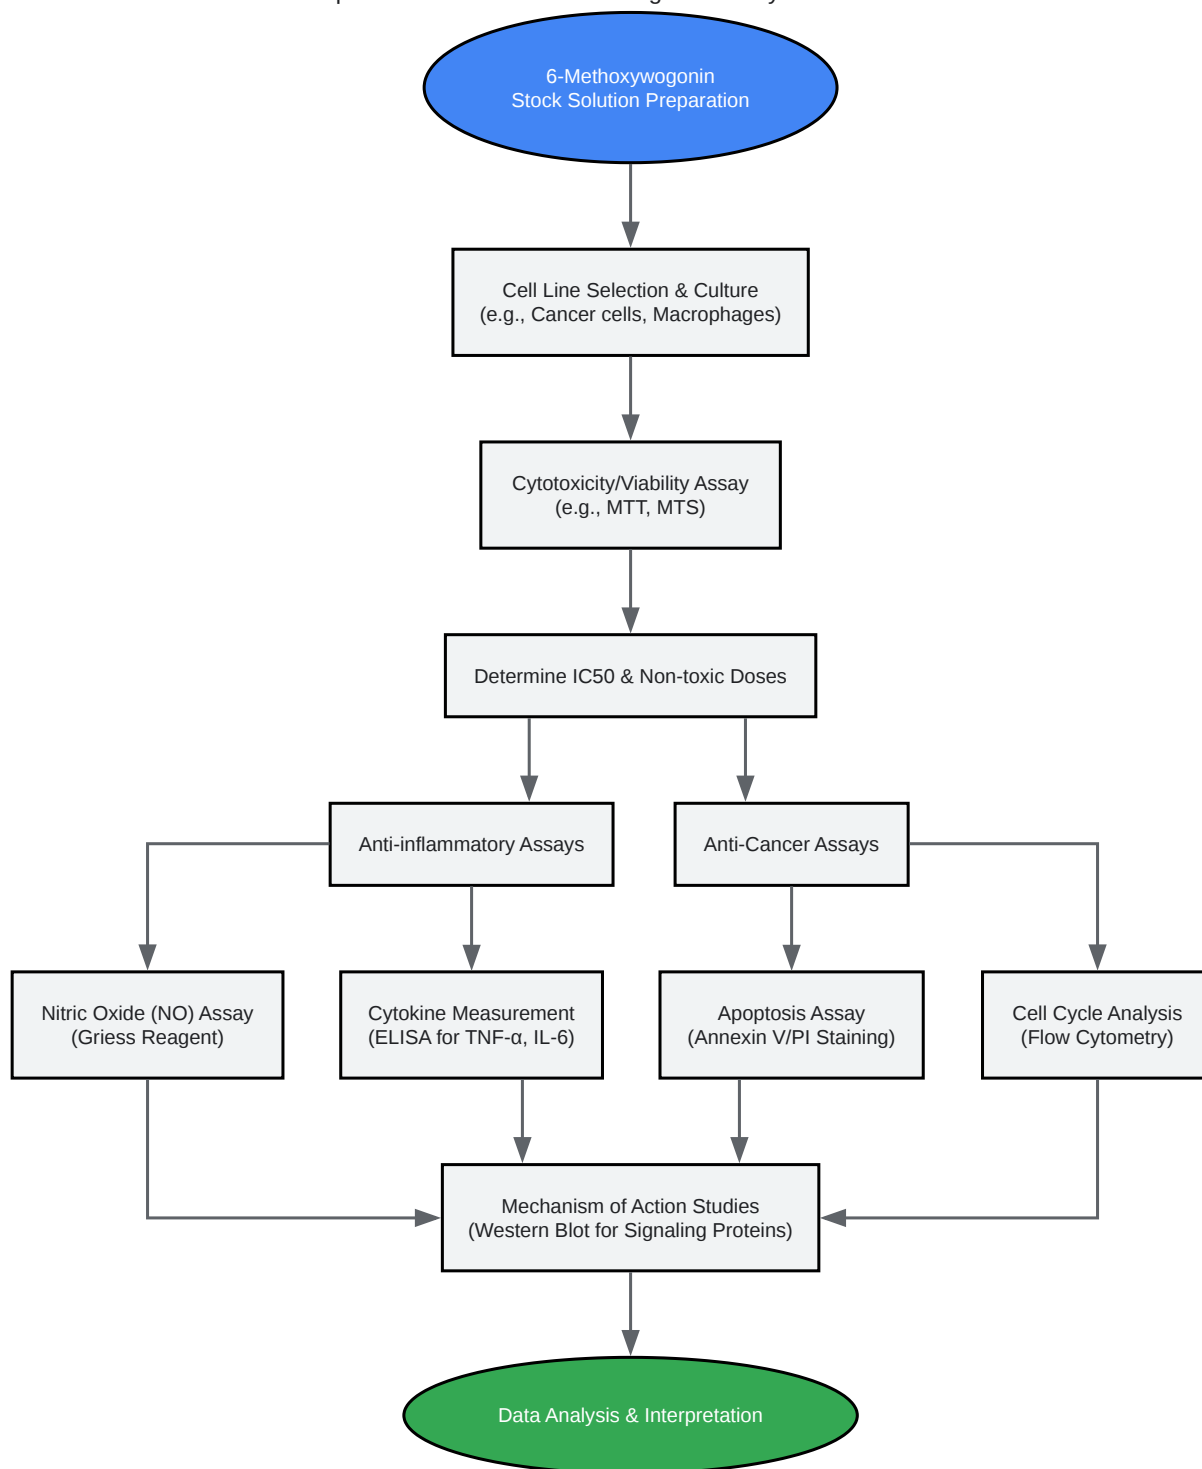 6-Methoxywogonin
Stock Solution Preparation
Cell Line Selection & Culture
(e.g., Cancer cells, Macrophages)
Cytotoxicity/Viability Assay
(e.g., MTT, MTS)
Determine IC50 & Non-toxic Doses
Anti-inflammatory Assays
Anti-Cancer Assays
Nitric Oxide (NO) Assay
(Griess Reagent)
Cytokine Measurement
(ELISA for TNF-α, IL-6)
Apoptosis Assay
(Annexin V/PI Staining)
Cell Cycle Analysis
(Flow Cytometry)
Mechanism of Action Studies
(Western Blot for Signaling Proteins)
Data Analysis & Interpretation